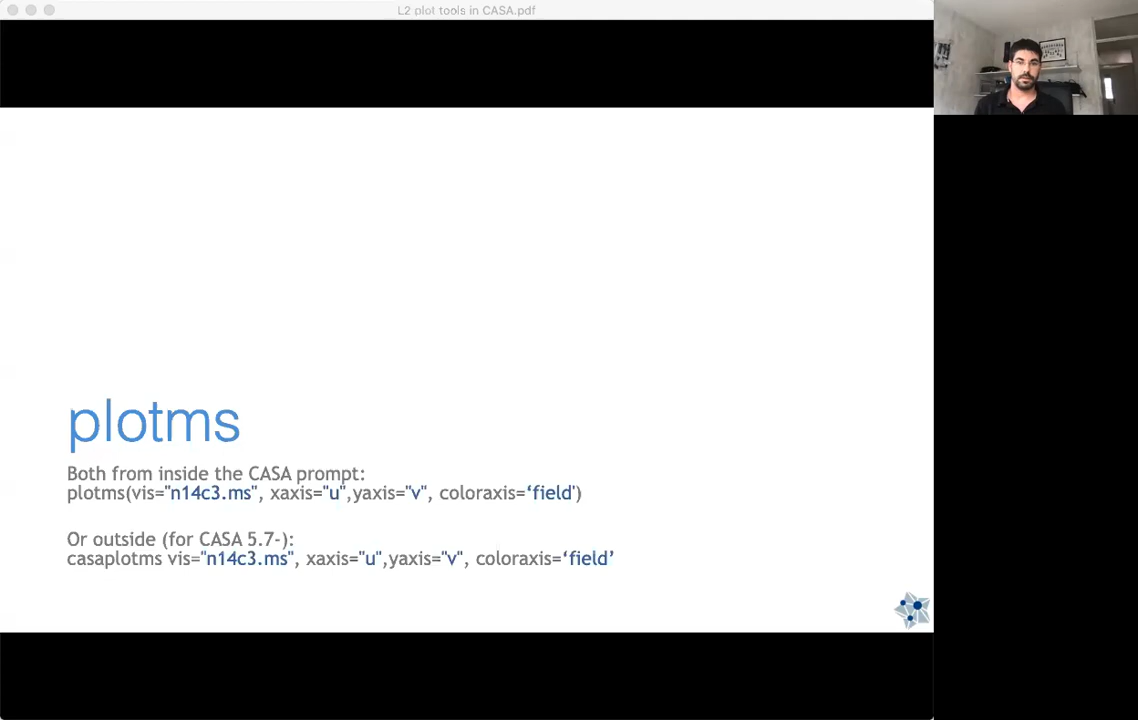 L2 plot tools in CASA.pdf
plotms
Both from inside the CASA prompt:
plotms(vis="n14c3.ms", xaxis="u",yaxis="v", coloraxis=‘field')
Or outside (for CASA 5.7-):
casaplotms vis="n14c3.ms", xaxis="u",yaxis="v", coloraxis=‘field’